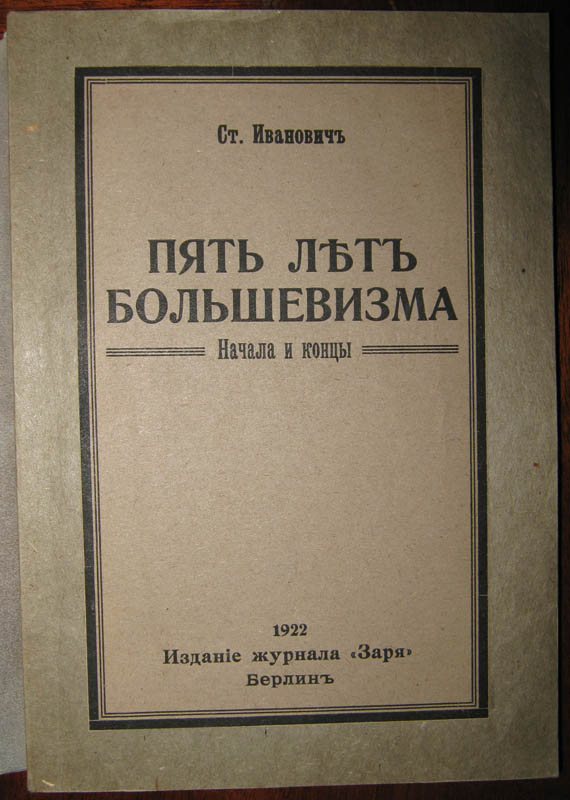 Ст. Ивановичъ
ПЯТЬ ЛѢТЪ
БОЛЬШЕВИЗМА
Начала и концы
1922
Изданіе журнала «Заря»
Берлинъ